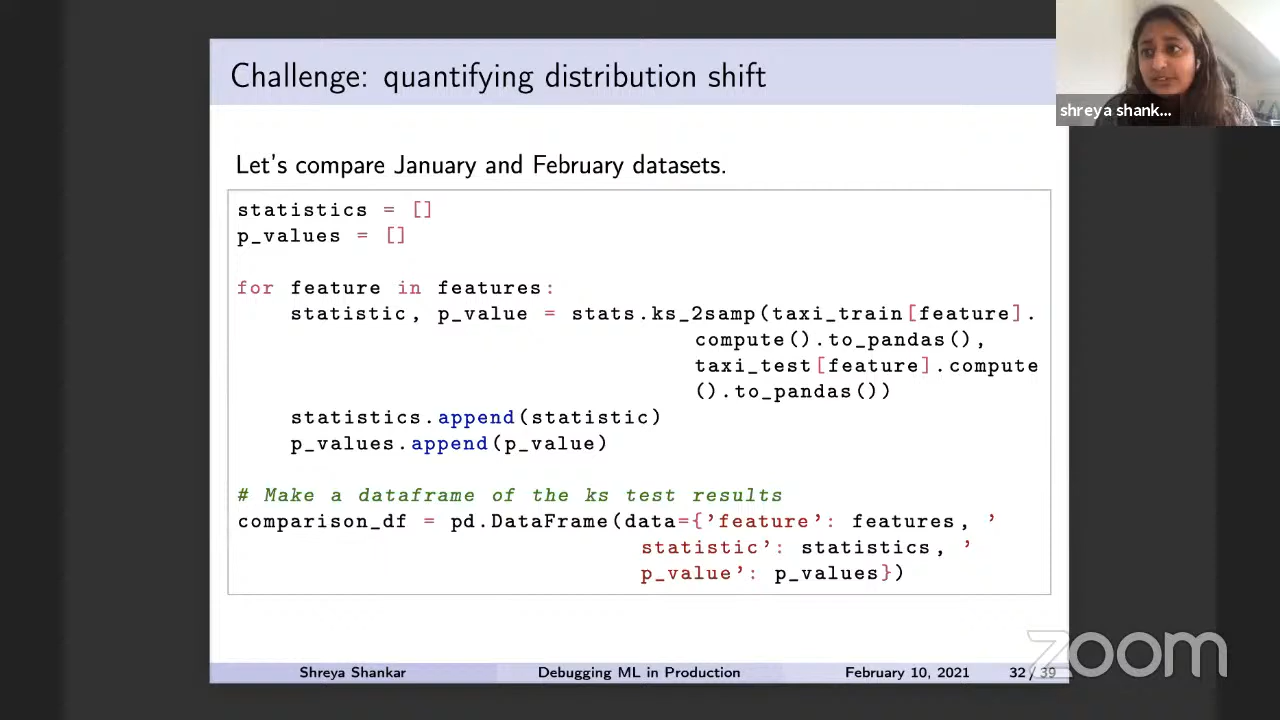 Challenge: quantifying distribution shift
shreya shank...
Let's compare January and February datasets.
statistics = []
p_values = []
for feature in features:
statistic, p_value = stats.ks_2samp(taxi_train[feature].
compute().to_pandas(),
taxi_test[feature].compute
().to_pandas())
statistics.append(statistic)
p_values.append(p_value)
# Make a dataframe of the ks test results
comparison_df = pd.DataFrame(data={'feature': features, '
statistic': statistics, '
p_value': p_values})
Shreya Shankar Debugging ML in Production February 10, 2021 32 / 39
zoom